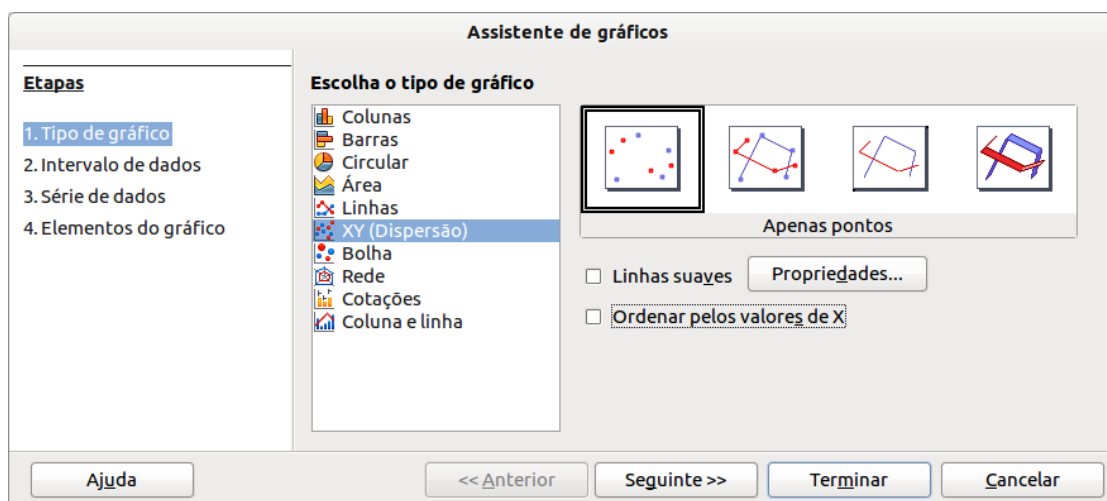 Assistente de gráficos
Etapas
1. Tipo de gráfico
2. Intervalo de dados
3. Série de dados
4. Elementos do gráfico
Escolha o tipo de gráfico
Colunas
Barras
Circular
Área
Linhas
XY (Dispersão)
Bolha
Rede
Cotações
Coluna e linha
Apenas pontos
Linhas suaves
Propriedades...
Ordenar pelos valores de X
Ajuda
<< Anterior
Seguinte >>
Terminar
Cancelar